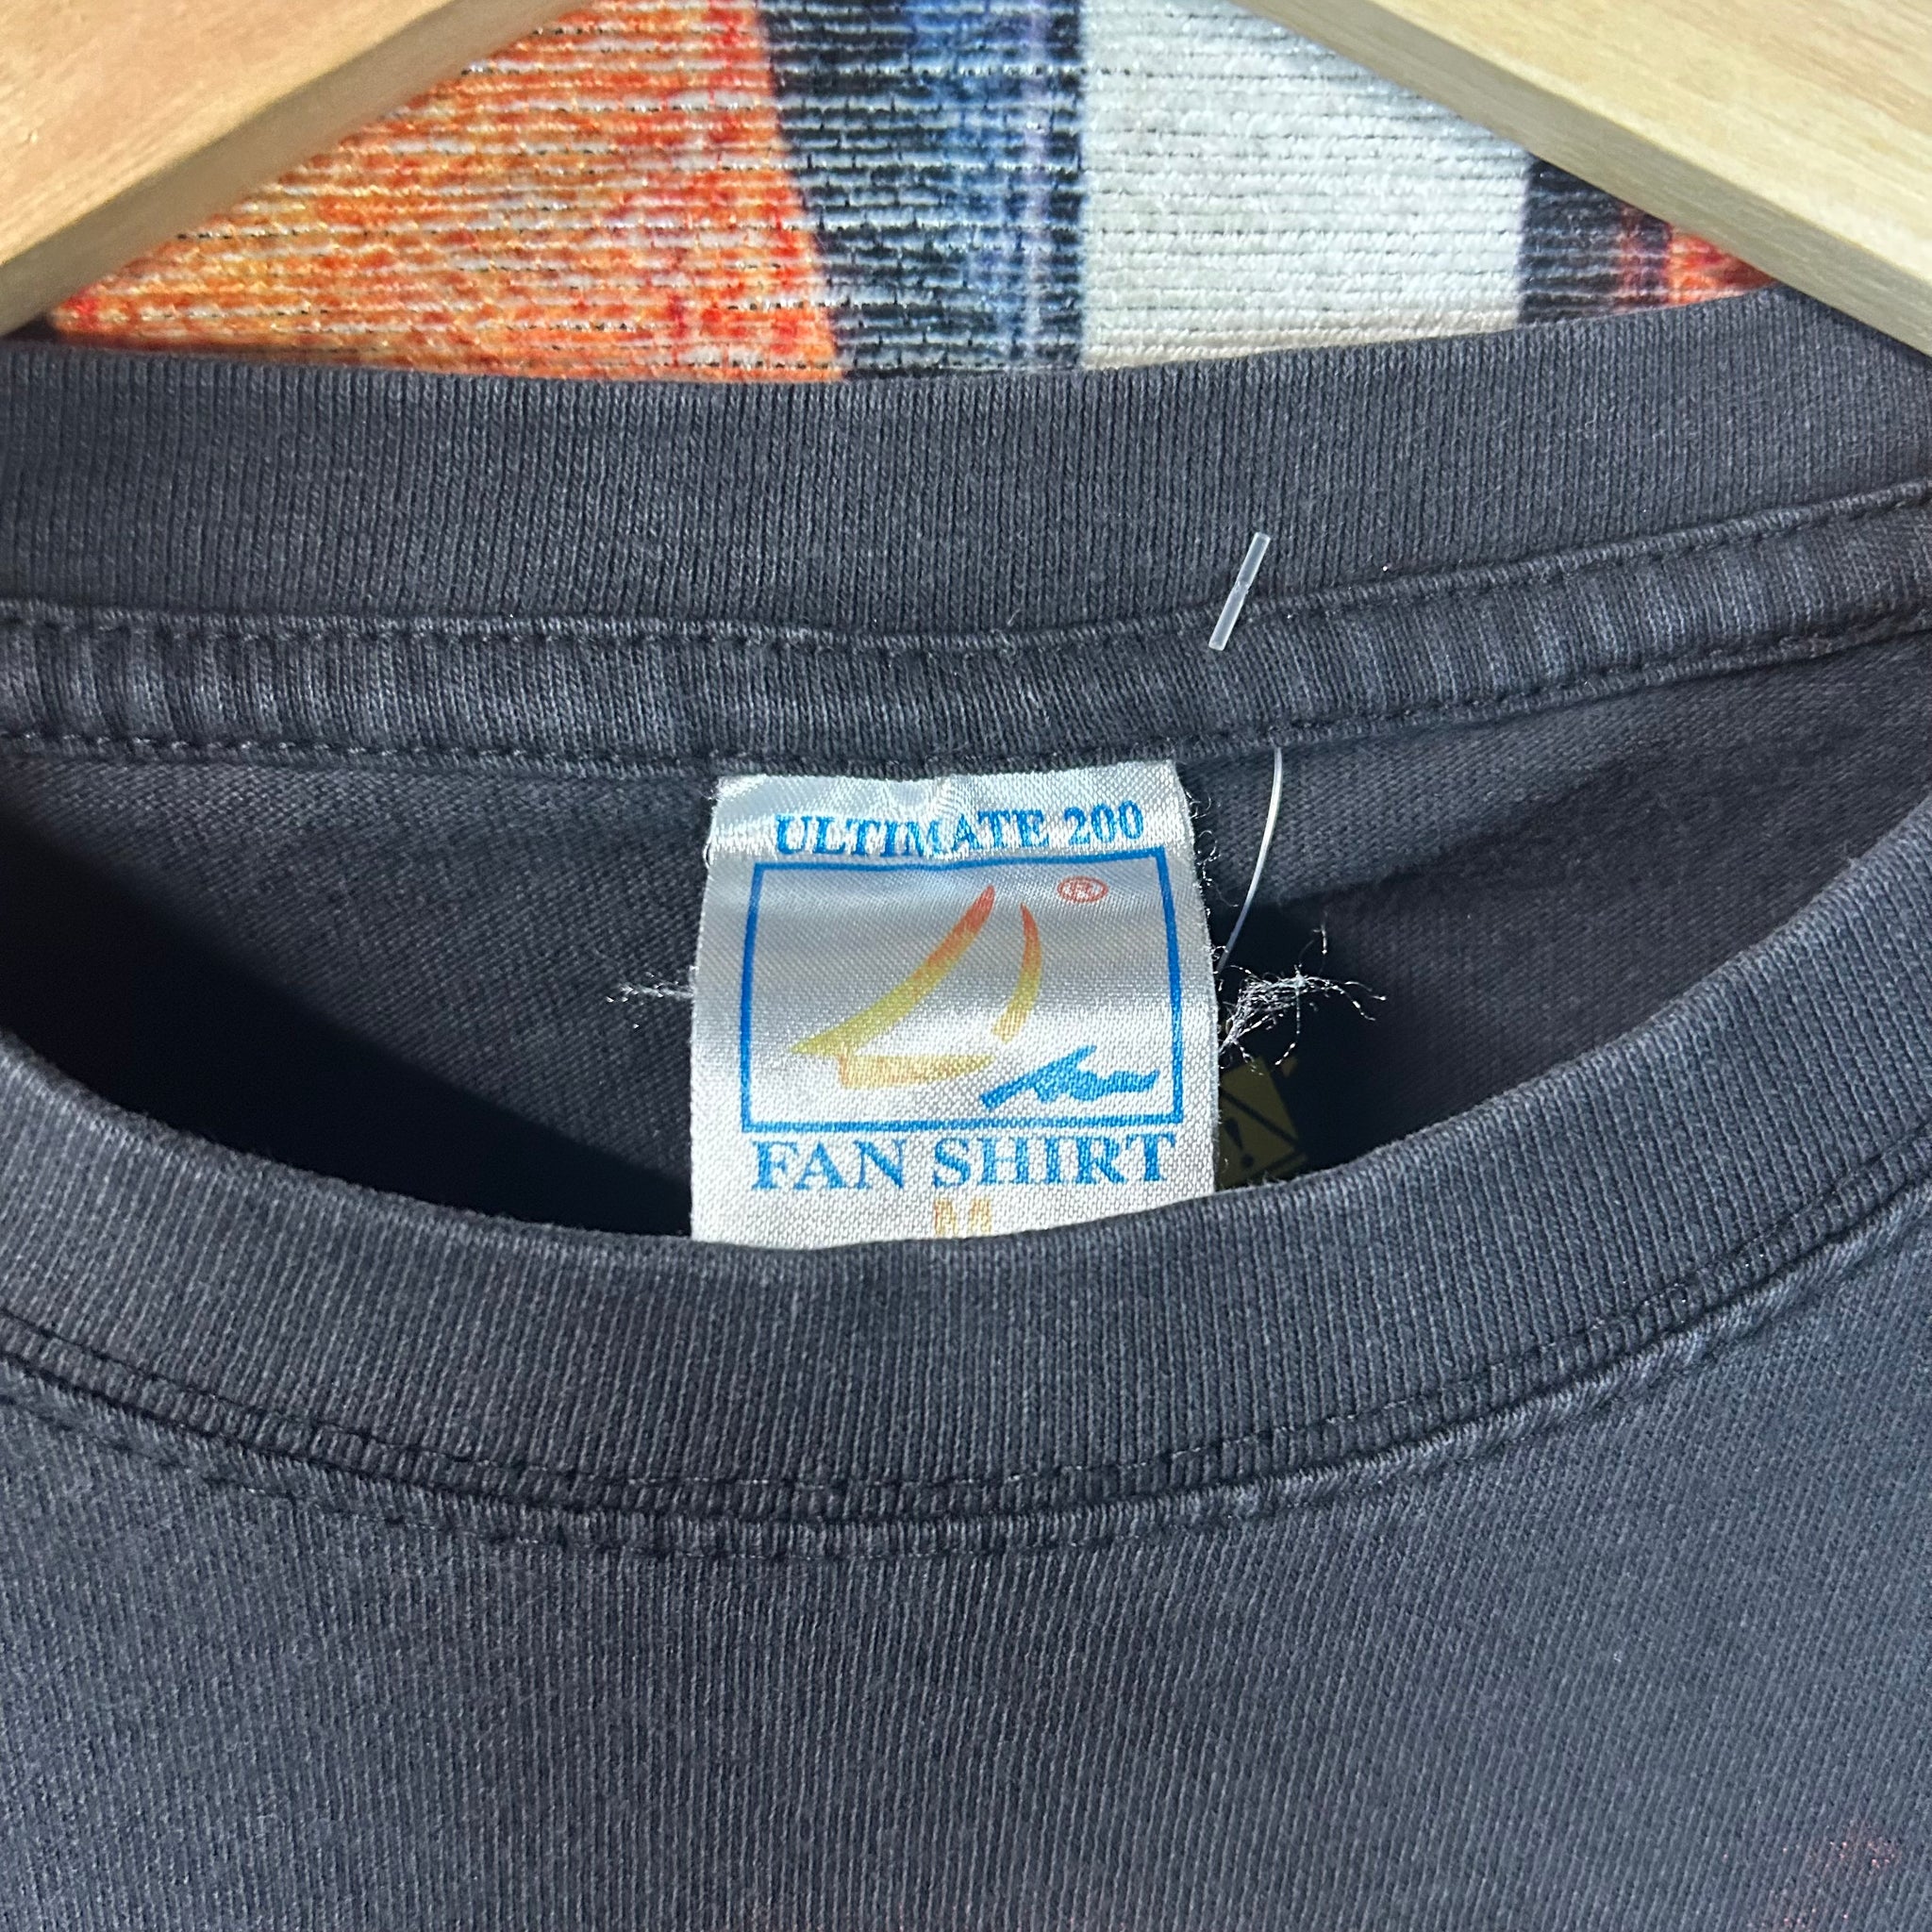 ULTIMATE 200
®
FAN SHIRT